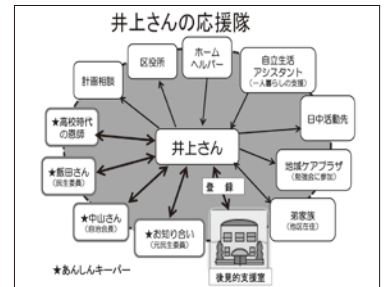 井上さんの応援隊
ホーム
ヘルパー
区役所
自立生活
アシスタント
(一人暮らしの支援)
計画相談
日中活動先
★高校時代
の恩師
井上さん
地域ケアプラザ
(勉強会に参加)
★飯田さん
(民生委員)
登録
弟家族
(地区在住)
★中山さん
(自治会長)
★お知り合い
(元民生委員)
後見的支援室
★あんしんキーパー